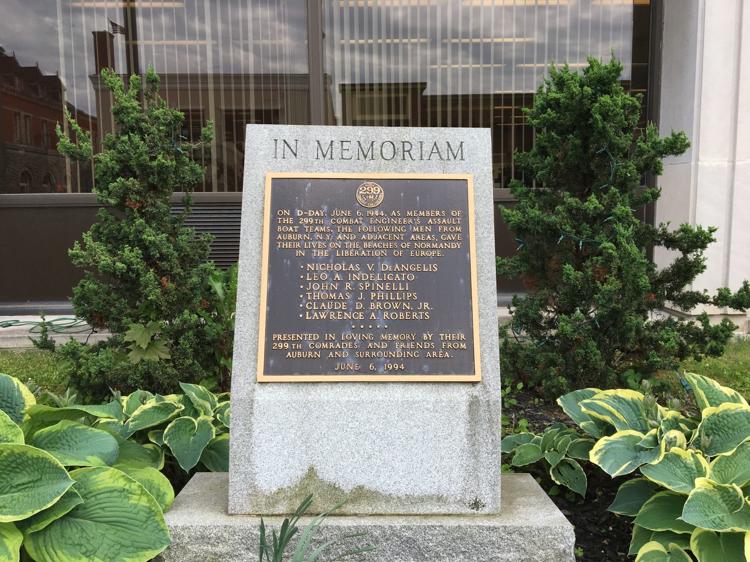 IN MEMORIAM
299
ON D-DAY, JUNE 6, 1944, AS MEMBERS OF
THE 299TH COMBAT ENGINEER'S ASSAULT
BOAT TEAMS, THE FOLLOWING MEN FROM
AUBURN, N.Y. AND ADJACENT AREAS, GAVE
THEIR LIVES ON THE BEACHES OF NORMANDY
IN THE LIBERATION OF EUROPE.
• NICHOLAS V. DEANGELIS
• LEO A. INDELICATO
• JOHN R. SPINELLI
• THOMAS J. PHILLIPS
• CLAUDE D. BROWN, JR.
• LAWRENCE A. ROBERTS
• • • • •
PRESENTED IN LOVING MEMORY BY THEIR
299TH COMRADES AND FRIENDS FROM
AUBURN AND SURROUNDING AREA.
JUNE 6, 1994